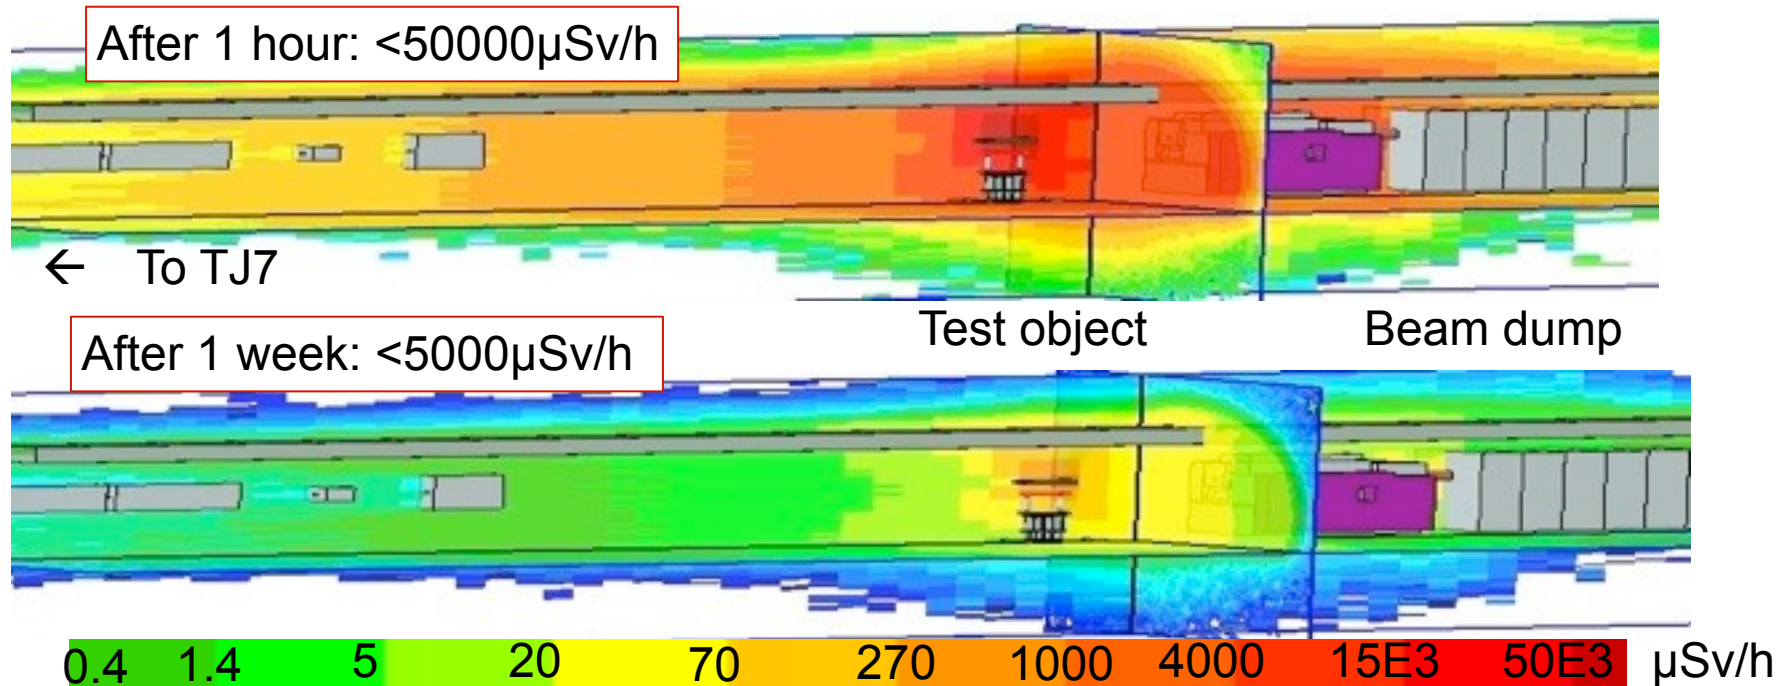 After 1 hour: <50000µSv/h
← To TJ7
Test object
Beam dump
After 1 week: <5000µSv/h
0.4 1.4 5 20 70 270 1000 4000 15E3 50E3 µSv/h